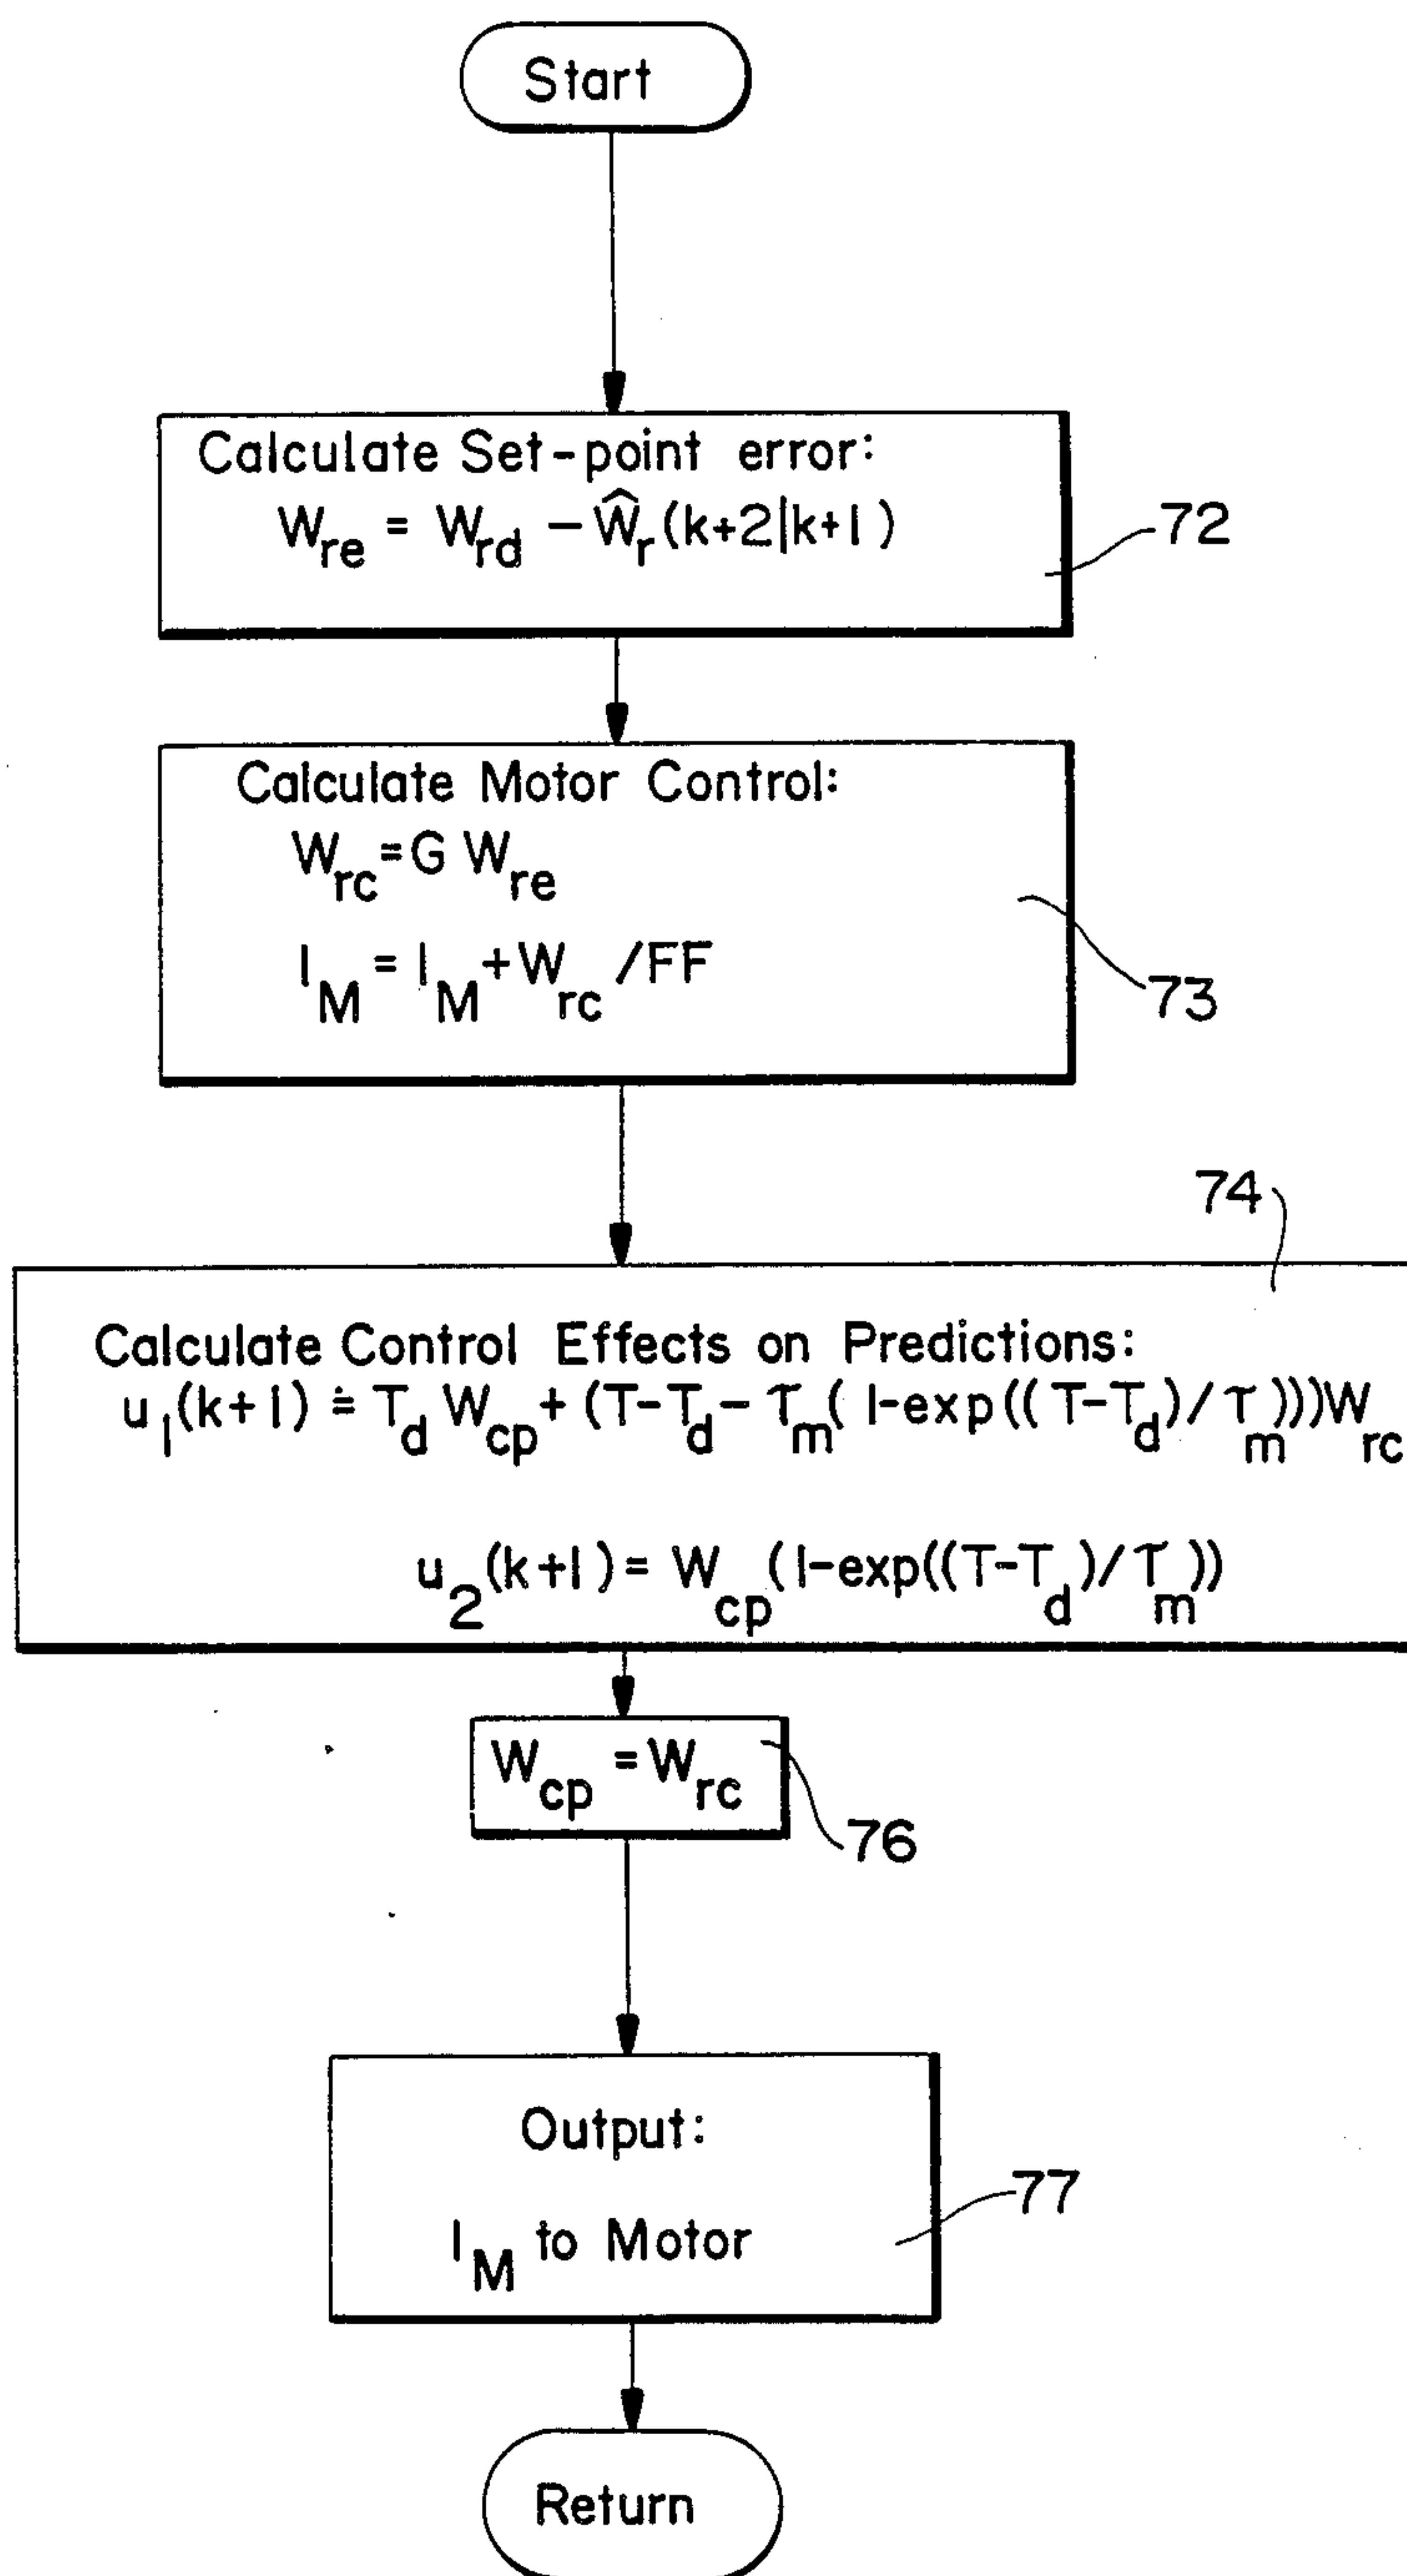 Start
Calculate Set-point error:
W_re = W_rd − Ŵ_r(k+2|k+1)
72
Calculate Motor Control:
W_rc = G W_re
I_M = I_M + W_rc /FF
73
74
Calculate Control Effects on Predictions:
u_1(k+1) = T_d W_cp + (T−T_d − τ_m(1−exp((T−T_d)/τ_m)))W_rc
u_2(k+1) = W_cp(1−exp((T−T_d)/τ_m))
W_cp = W_rc
76
Output:
I_M to Motor
77
Return